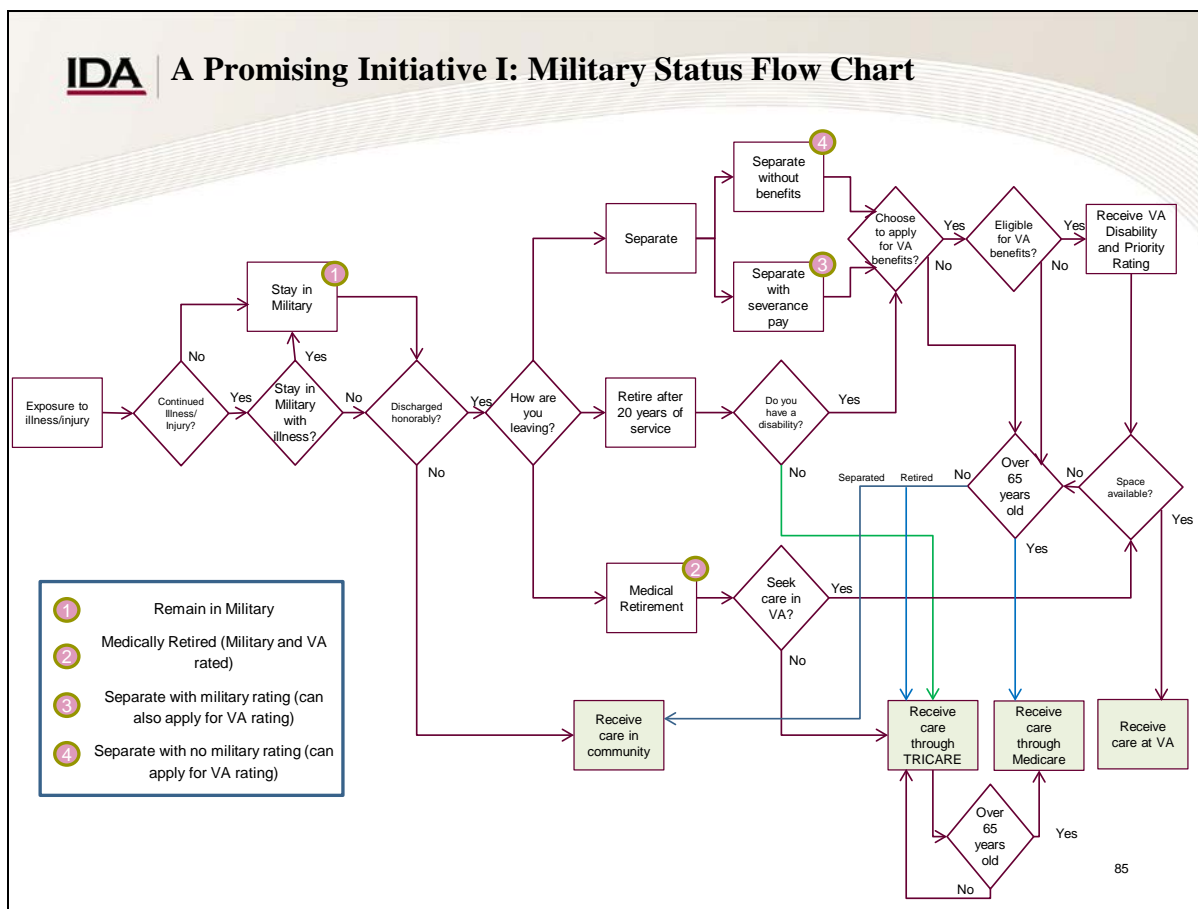 IDA
A Promising Initiative I: Military Status Flow Chart
4
Separate
without
benefits
Choose
to apply
for VA
benefits?
Yes
No
Eligible
for VA
benefits?
Yes
No
Receive VA
Disability
and Priority
Rating
Separate
3
Separate
with
severance
pay
1
Stay in
Military
No
Yes
Exposure to
illness/injury
Continued
Illness/
Injury?
Yes
Stay in
Military
with
illness?
No
Discharged
honorably?
Yes
No
How are
you
leaving?
Retire after
20 years of
service
Do you
have a
disability?
Yes
No
Separated
Retired
No
Over
65
years
old
Yes
No
Space
available?
Yes
2
Medical
Retirement
Seek
care in
VA?
Yes
No
1
Remain in Military
2
Medically Retired (Military and VA
rated)
3
Separate with military rating (can
also apply for VA rating)
4
Separate with no military rating (can
apply for VA rating)
Receive
care in
community
Receive
care
through
TRICARE
Receive
care
through
Medicare
Receive
care at VA
Over
65
years
old
Yes
No
85